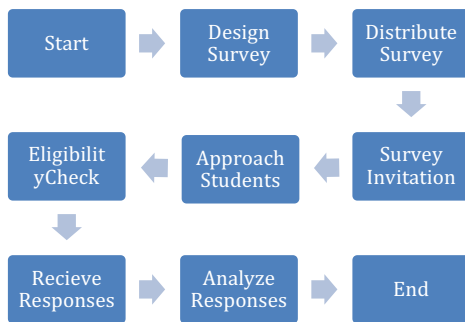 Start
Design
Survey
Distribute
Survey
Survey
Invitation
Approach
Students
Eligibilit
yCheck
Recieve
Responses
Analyze
Responses
End